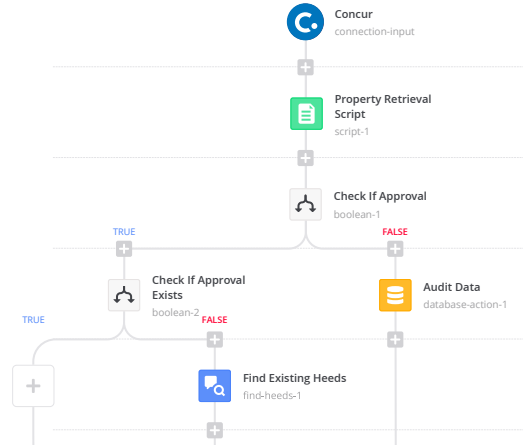 Concur
connection-input
Property Retrieval
Script
script-1
Check If Approval
boolean-1
TRUE
FALSE
Check If Approval
Exists
boolean-2
Audit Data
database-action-1
TRUE
FALSE
Find Existing Heeds
find-heeds-1